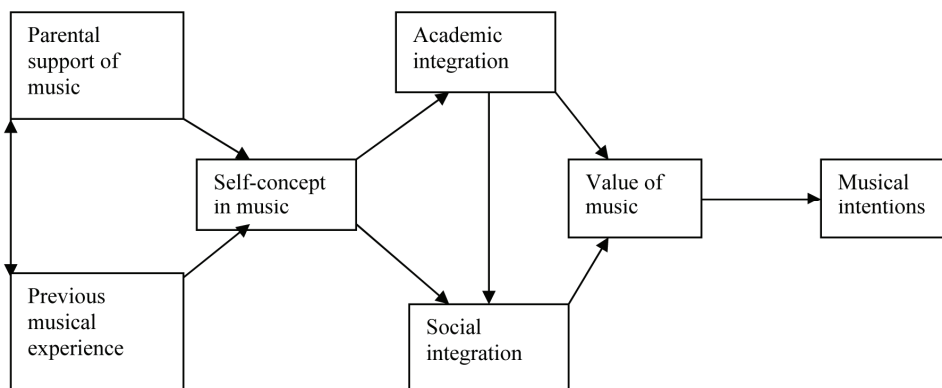 Parental
support of
music
Academic
integration
Self-concept
in music
Value of
music
Musical
intentions
Previous
musical
experience
Social
integration